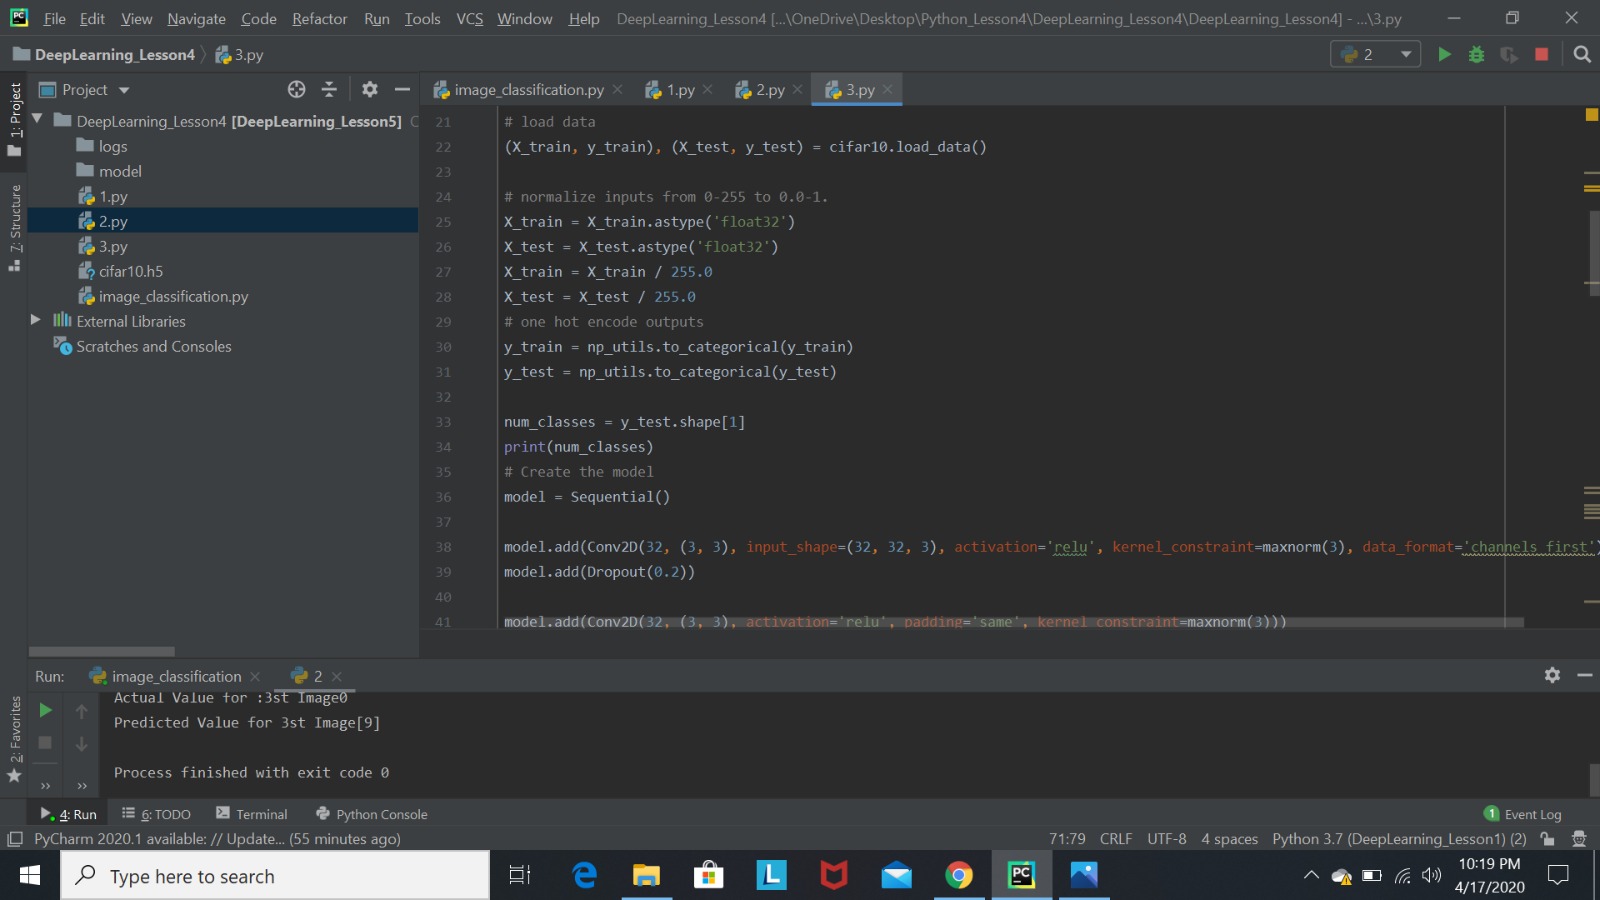 PC File Edit View Navigate Code Refactor Run Tools VCS Window Help DeepLearning_Lesson4 [...\OneDrive\Desktop\Python_Lesson4\DeepLearning_Lesson4\DeepLearning_Lesson4] - ...\3.py
DeepLearning_Lesson4 3.py 2
1: Project
7: Structure
2: Favorites
Project
DeepLearning_Lesson4 [DeepLearning_Lesson5] C
logs
model
1.py
2.py
3.py
cifar10.h5
image_classification.py
External Libraries
Scratches and Consoles
image_classification.py 1.py 2.py 3.py
21 # load data
22 (X_train, y_train), (X_test, y_test) = cifar10.load_data()
23
24 # normalize inputs from 0-255 to 0.0-1.
25 X_train = X_train.astype('float32')
26 X_test = X_test.astype('float32')
27 X_train = X_train / 255.0
28 X_test = X_test / 255.0
29 # one hot encode outputs
30 y_train = np_utils.to_categorical(y_train)
31 y_test = np_utils.to_categorical(y_test)
32
33 num_classes = y_test.shape[1]
34 print(num_classes)
35 # Create the model
36 model = Sequential()
37
38 model.add(Conv2D(32, (3, 3), input_shape=(32, 32, 3), activation='relu', kernel_constraint=maxnorm(3), data_format='channels_first')
39 model.add(Dropout(0.2))
40
41 model.add(Conv2D(32, (3, 3), activation='relu', padding='same', kernel_constraint=maxnorm(3)))
Run: image_classification 2
Actual Value for :3st Image0
Predicted Value for 3st Image[9]
Process finished with exit code 0
4: Run 6: TODO Terminal Python Console 1 Event Log
PyCharm 2020.1 available: // Update... (55 minutes ago) 71:79 CRLF UTF-8 4 spaces Python 3.7 (DeepLearning_Lesson1) (2)
Type here to search L PC 10:19 PM
4/17/2020